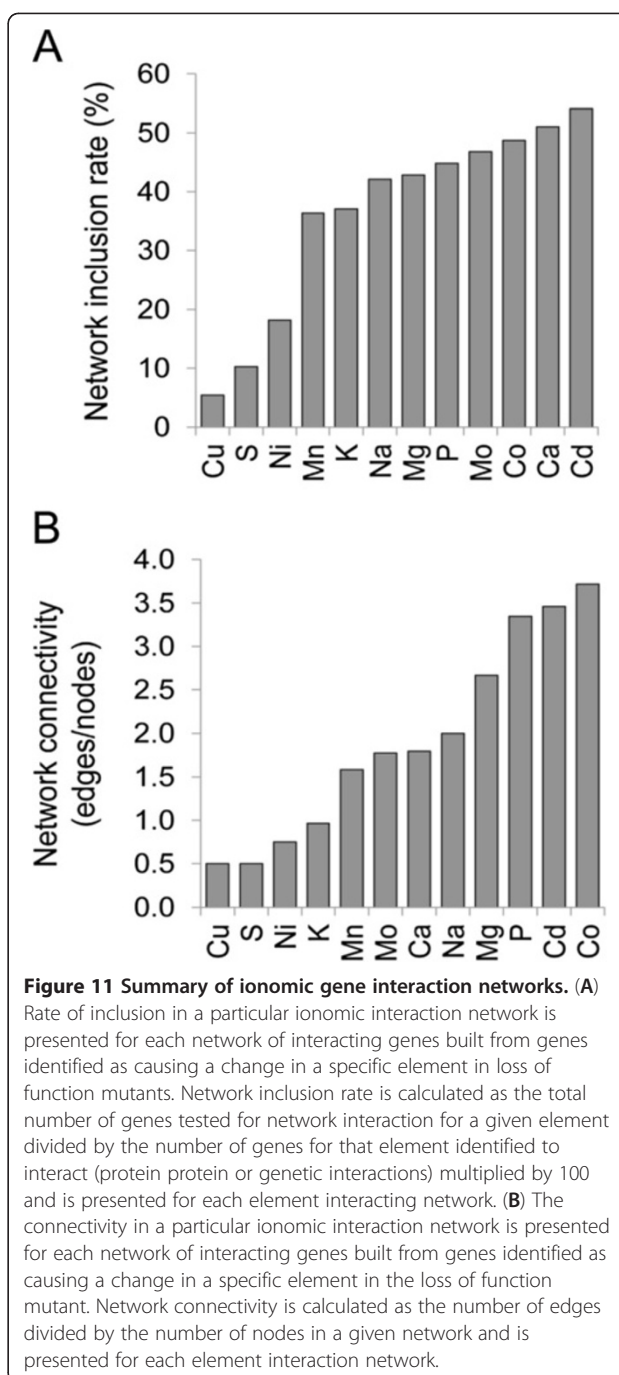 A
Network inclusion rate (%)
60
50
40
30
20
10
0
Cu S Ni Mn K Na Mg P Mo Co Ca Cd
B
Network connectivity
(edges/nodes)
4.0
3.5
3.0
2.5
2.0
1.5
1.0
0.5
0.0
Cu S Ni K Mn Mo Ca Na Mg P Cd Co
Figure 11 Summary of ionomic gene interaction networks. (A)
Rate of inclusion in a particular ionomic interaction network is
presented for each network of interacting genes built from genes
identified as causing a change in a specific element in loss of
function mutants. Network inclusion rate is calculated as the total
number of genes tested for network interaction for a given element
divided by the number of genes for that element identified to
interact (protein protein or genetic interactions) multiplied by 100
and is presented for each element interacting network. (B) The
connectivity in a particular ionomic interaction network is presented
for each network of interacting genes built from genes identified as
causing a change in a specific element in the loss of function
mutant. Network connectivity is calculated as the number of edges
divided by the number of nodes in a given network and is
presented for each element interaction network.